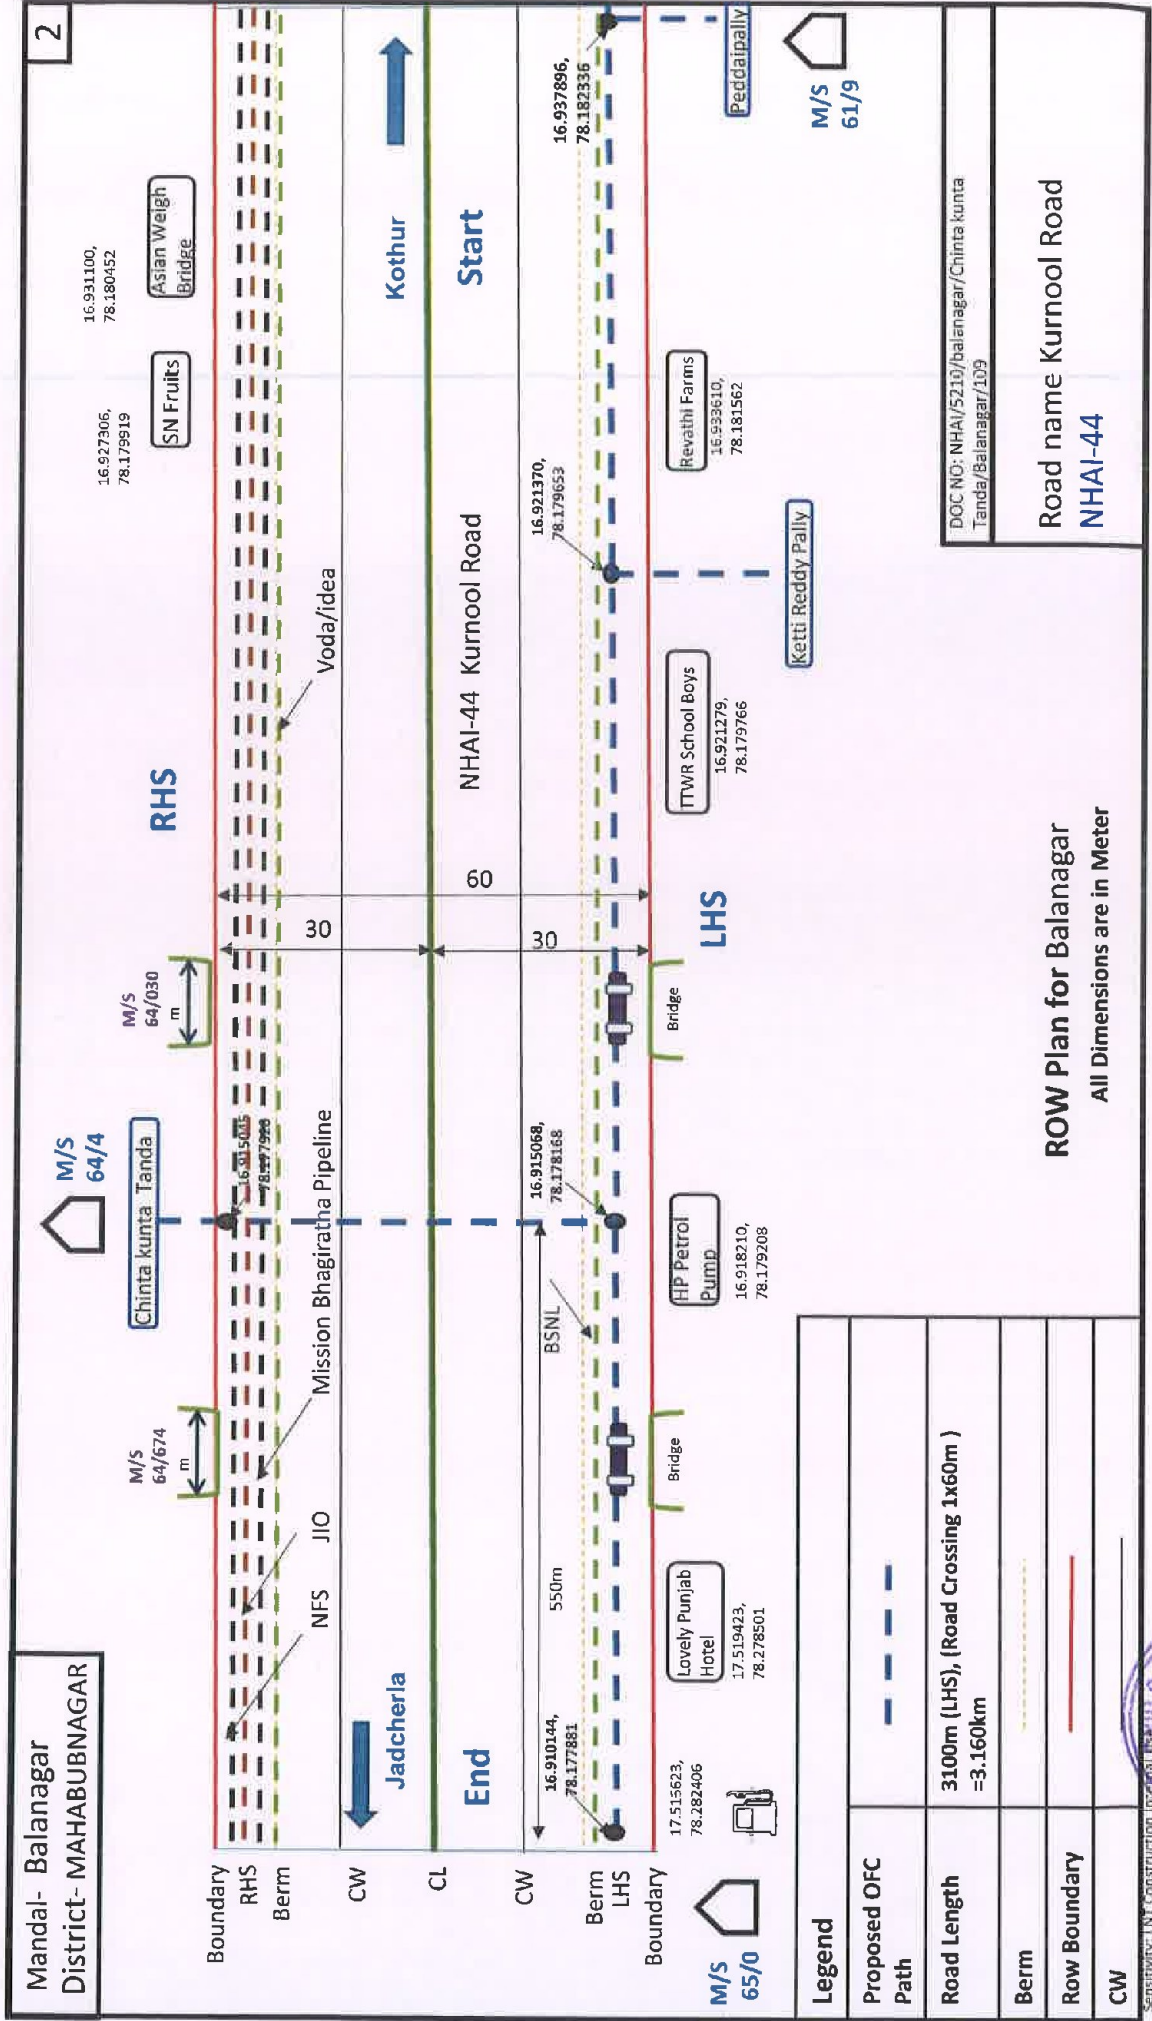 2
Mandal- Balanagar
District- MAHABUBNAGAR
M/S
64/4
Chinta kunta Tanda
M/S
64/674
m
M/S
64/030
m
RHS
16.927306,
78.179919
SN Fruits
16.931100,
78.180452
Asian Weigh
Bridge
Boundary
RHS
Berm
CW
CL
CW
Berm
LHS
Boundary
NFS
JIO
Mission Bhagiratha Pipeline
Voda/idea
Jadcherla
Kothur
End
Start
30
60
30
NHAI-44 Kurnool Road
16.910144,
78.177881
550m
BSNL
16.915068,
78.178168
16.921370,
78.179653
16.937896,
78.182336
M/S
65/0
17.515623,
78.282406
Lovely Punjab
Hotel
17.519423,
78.278501
Bridge
HP Petrol
Pump
16.918210,
78.179208
Bridge
LHS
TTWR School Boys
16.921279,
78.179766
Ketti Reddy Pally
Revathi Farms
16.933610,
78.181562
Peddaipally
M/S
61/9
Legend
Proposed OFC
Path
Road Length
3100m (LHS), (Road Crossing 1x60m )
=3.160km
Berm
Row Boundary
CW
ROW Plan for Balanagar
All Dimensions are in Meter
DOC NO: NHAI/5210/balanagar/Chinta kunta
Tanda/Balanagar/109
Road name Kurnool Road
NHAI-44
Sensitivity: LNT Construction